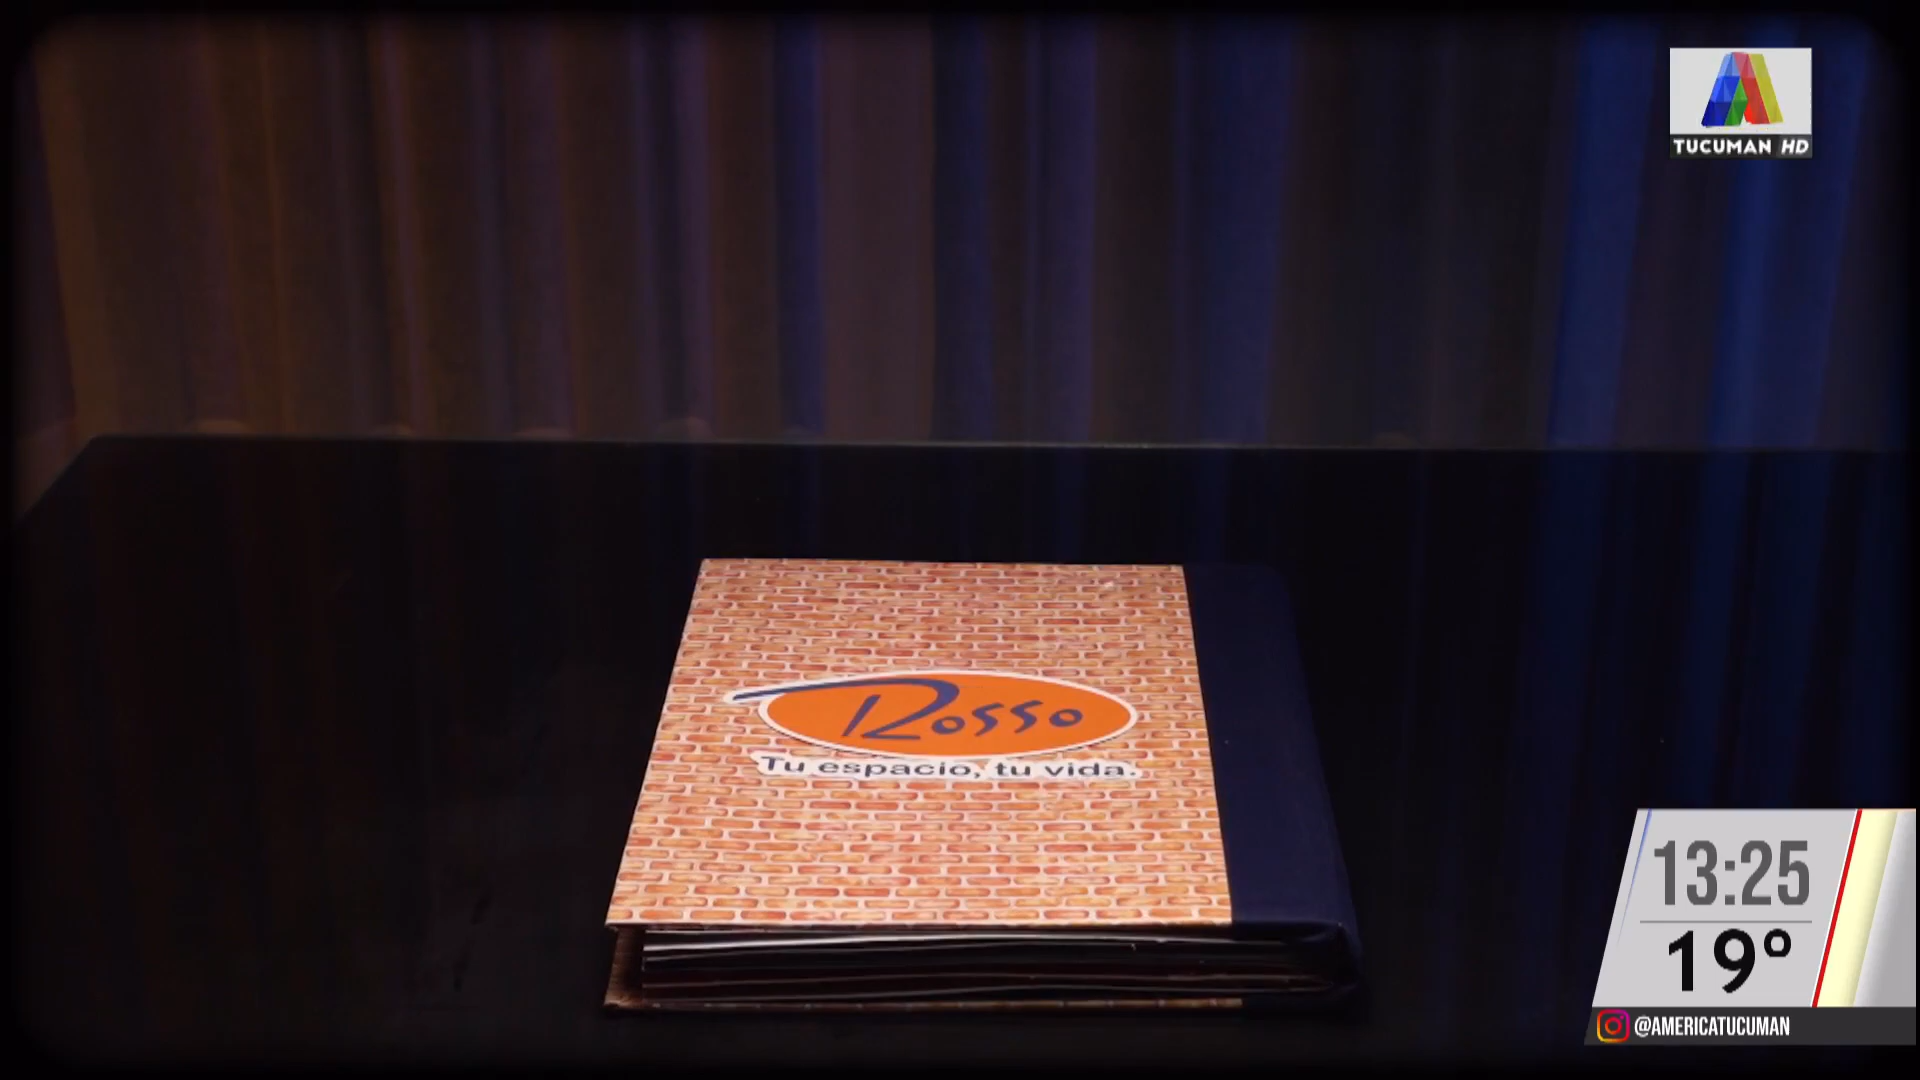 TUCUMAN HD
Rosso
Tu espacio, tu vida.
13:25
19°
@AMERICATUCUMAN